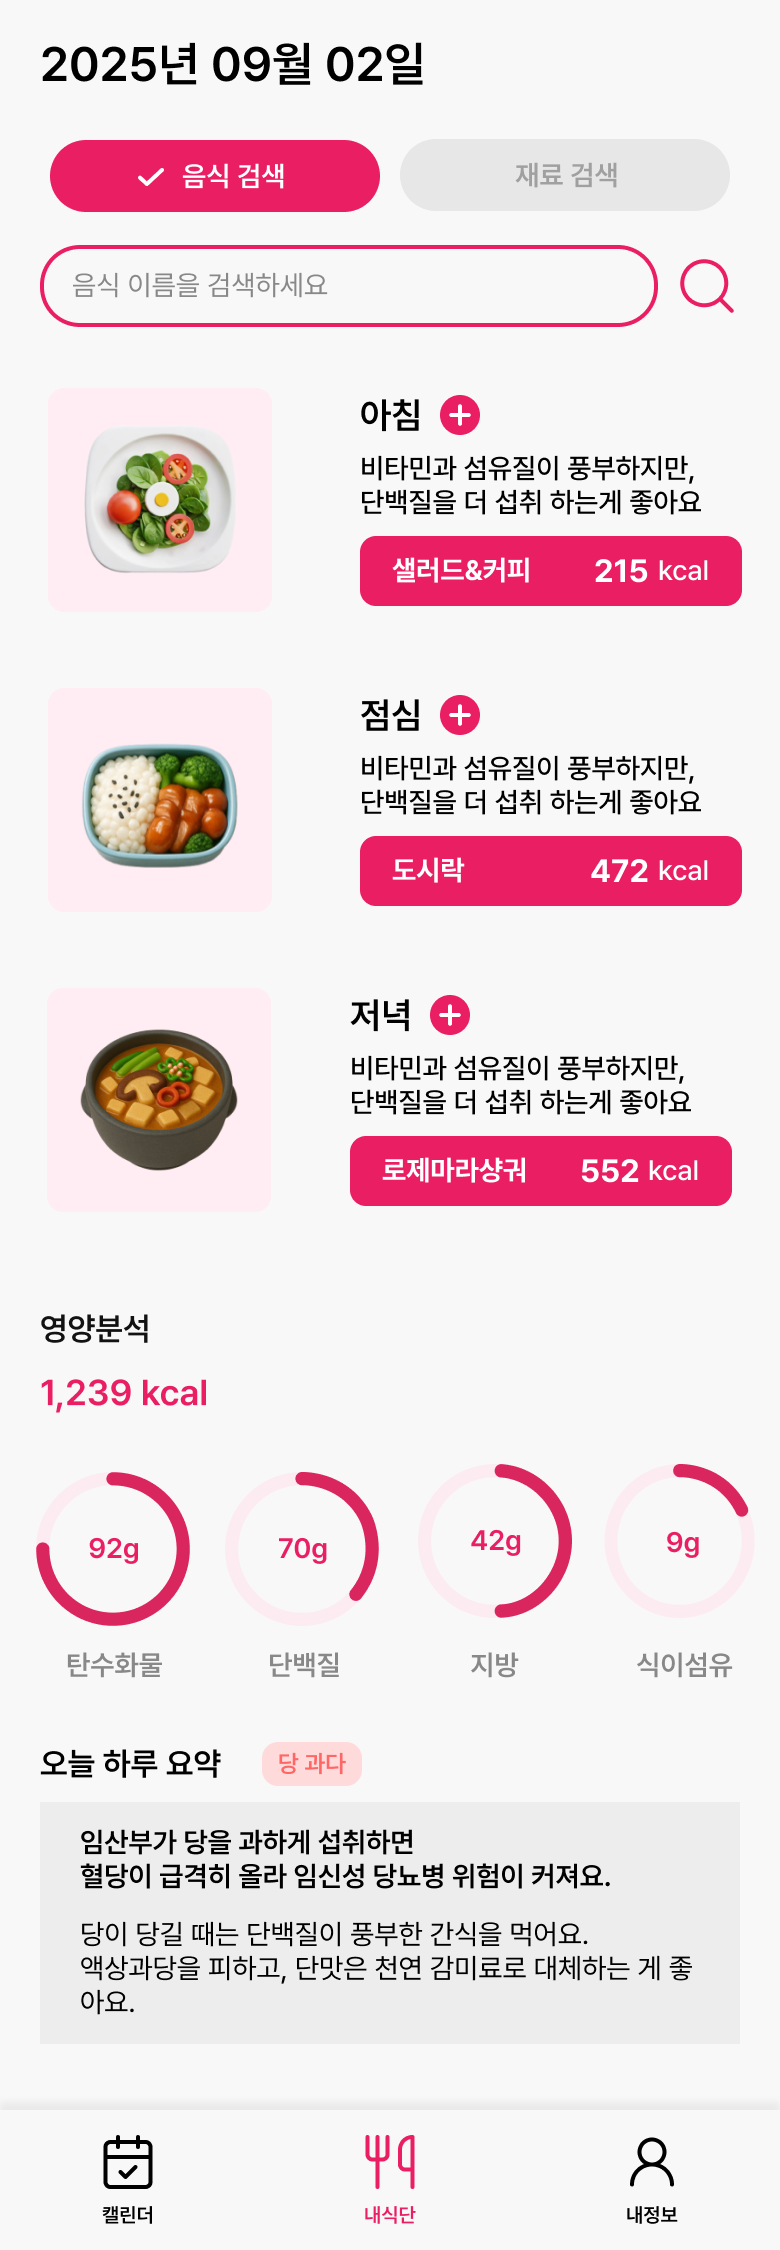 2025년 09월 02일
음식 검색
재료 검색
음식 이름을 검색하세요
아침
비타민과 섬유질이 풍부하지만,
단백질을 더 섭취 하는게 좋아요
샐러드&커피 215 kcal
점심
비타민과 섬유질이 풍부하지만,
단백질을 더 섭취 하는게 좋아요
도시락 472 kcal
저녁
비타민과 섬유질이 풍부하지만,
단백질을 더 섭취 하는게 좋아요
로제마라샹궈 552 kcal
영양분석
1,239 kcal
92g 70g 42g 9g
탄수화물 단백질 지방 식이섬유
오늘 하루 요약 당 과다
임산부가 당을 과하게 섭취하면
혈당이 급격히 올라 임신성 당뇨병 위험이 커져요.
당이 당길 때는 단백질이 풍부한 간식을 먹어요.
액상과당을 피하고, 단맛은 천연 감미료로 대체하는 게 좋
아요.
캘린더 내식단 내정보